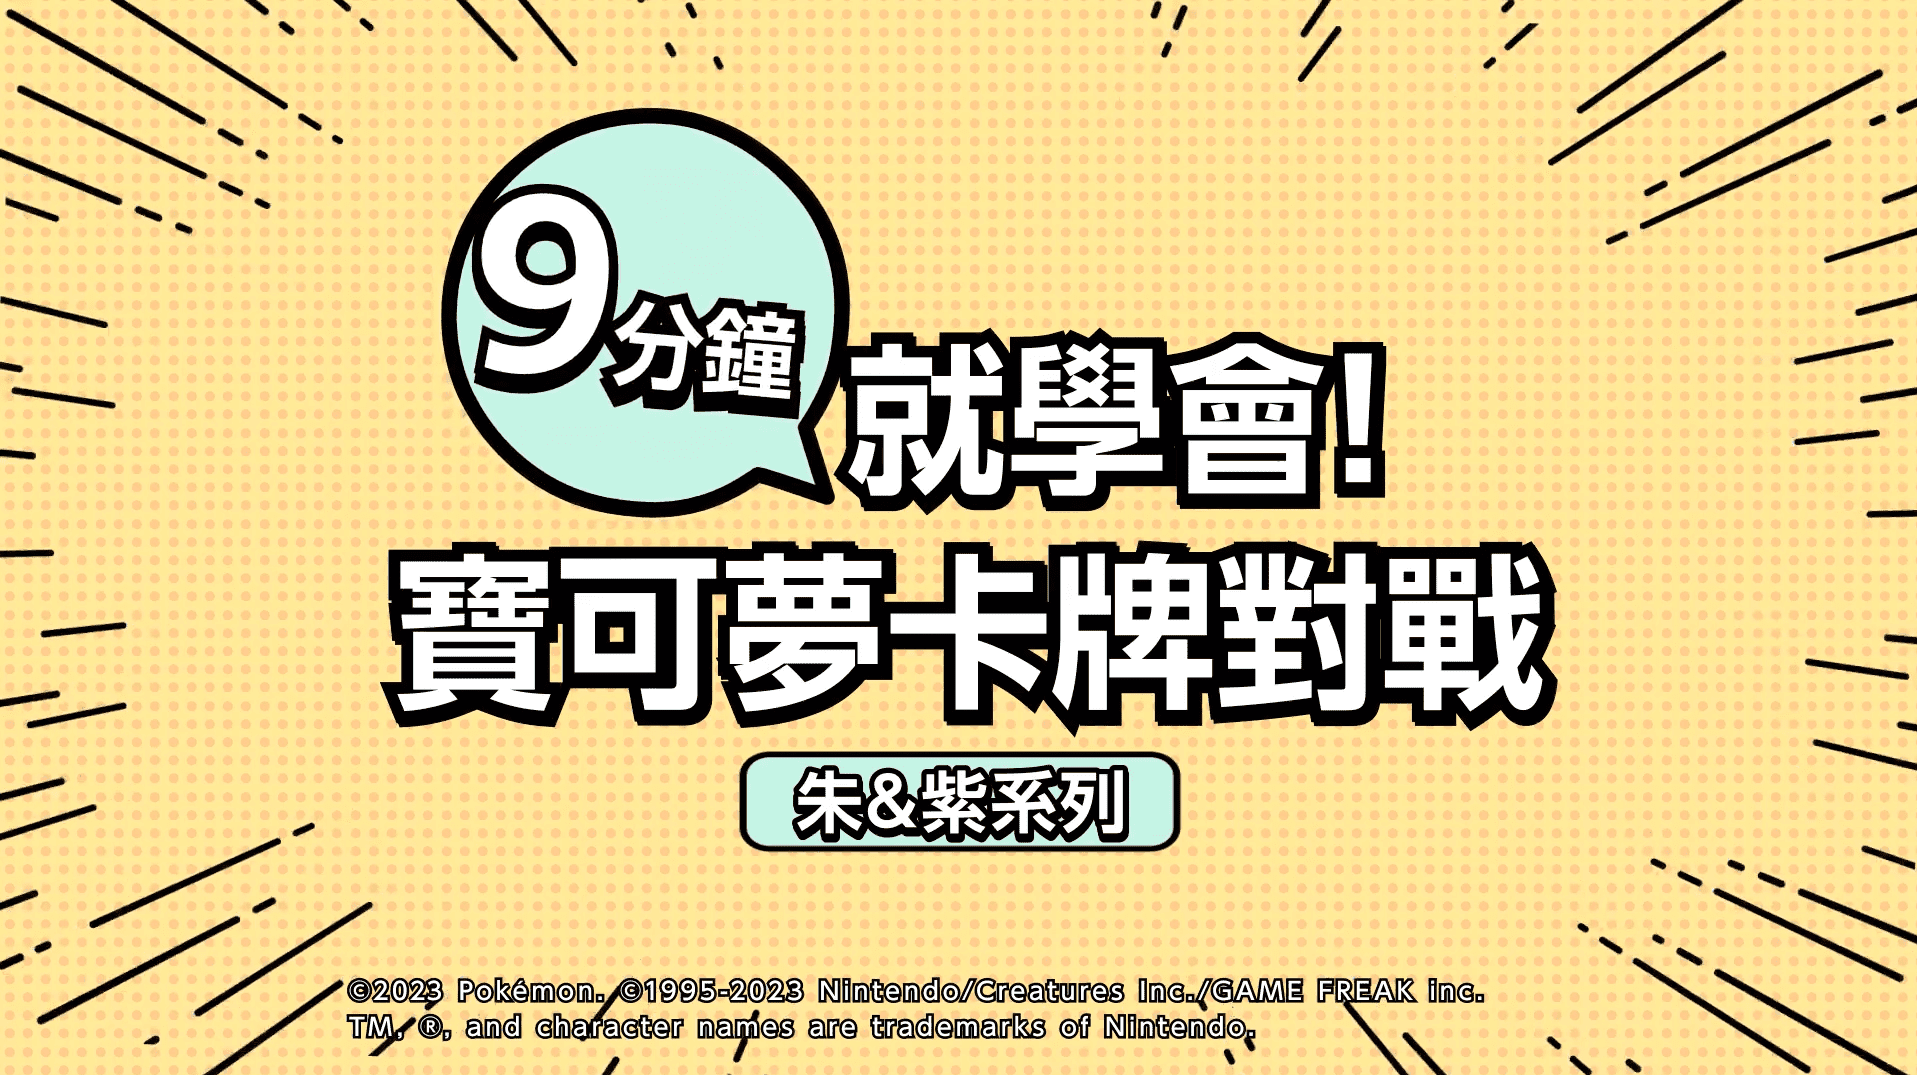 9分鐘就學會!
寶可夢卡牌對戰
朱&紫系列
©2023 Pokémon. ©1995-2023 Nintendo/Creatures Inc./GAME FREAK inc.
TM, ®, and character names are trademarks of Nintendo.